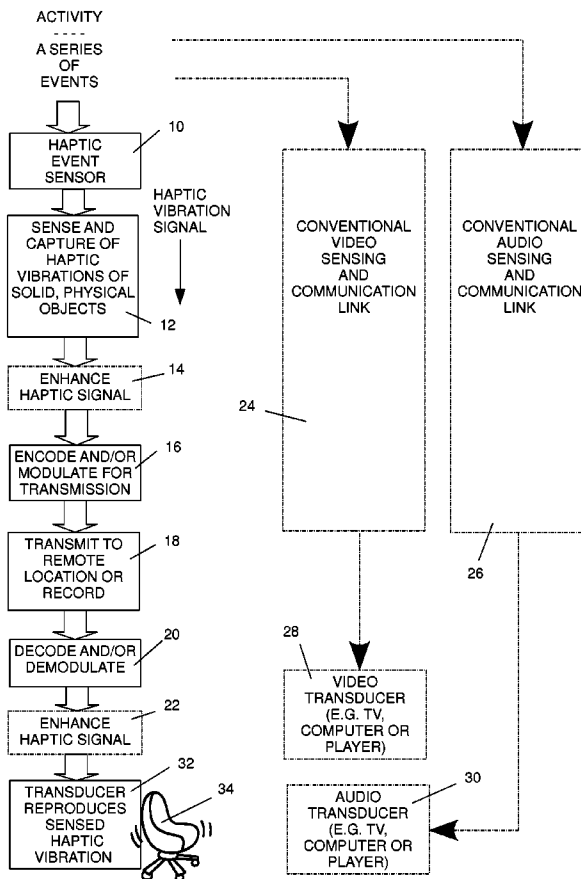 ACTIVITY
----
A SERIES
OF
EVENTS
10
HAPTIC
EVENT
SENSOR
HAPTIC
VIBRATION
SIGNAL
SENSE AND
CAPTURE OF
HAPTIC
VIBRATIONS OF
SOLID, PHYSICAL
OBJECTS
12
14
ENHANCE
HAPTIC SIGNAL
16
ENCODE AND/OR
MODULATE FOR
TRANSMISSION
18
TRANSMIT TO
REMOTE
LOCATION OR
RECORD
20
DECODE AND/OR
DEMODULATE
22
ENHANCE
HAPTIC SIGNAL
32
TRANSDUCER
REPRODUCES
SENSED
HAPTIC
VIBRATION
34
CONVENTIONAL
VIDEO
SENSING
AND
COMMUNICATION
LINK
24
28
VIDEO
TRANSDUCER
(E.G. TV,
COMPUTER OR
PLAYER)
CONVENTIONAL
AUDIO
SENSING
AND
COMMUNICATION
LINK
26
30
AUDIO
TRANSDUCER
(E.G. TV,
COMPUTER OR
PLAYER)